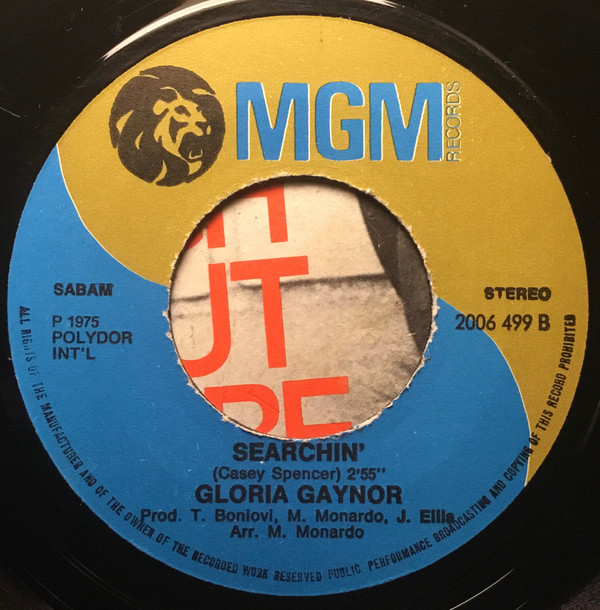 MGM
RECORDS
SABAM
STEREO
P 1975
POLYDOR
INT'L
2006 499 B
UT
SEARCHIN'
(Casey Spencer) 2'55"
GLORIA GAYNOR
Prod. T. Boniovi, M. Monardo, J. Ellis
Arr. M. Monardo
ALL RIGHTS OF THE MANUFACTURER AND OF THE OWNER OF THE RECORDED WORK RESERVED PUBLIC PERFORMANCE BROADCASTING AND COPYING OF THIS RECORD PROHIBITED